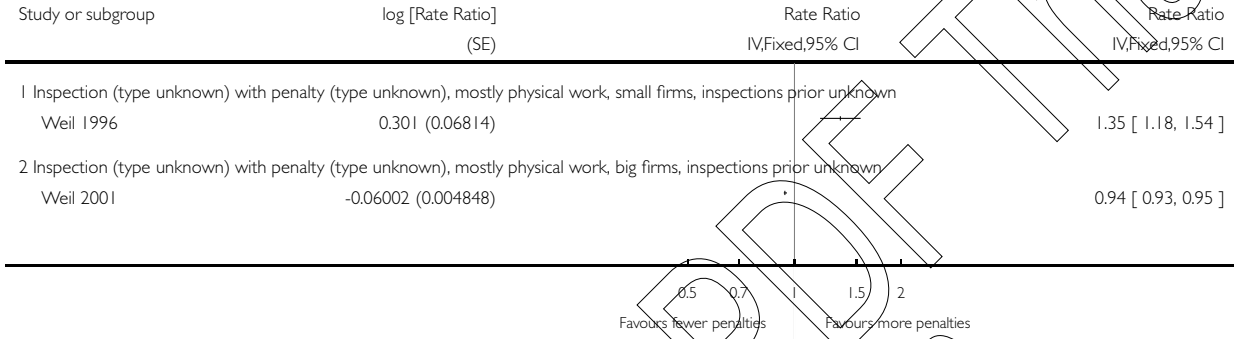 Study or subgroup log [Rate Ratio] Rate Ratio Rate Ratio
(SE) IV,Fixed,95% CI IV,Fixed,95% CI
1 Inspection (type unknown) with penalty (type unknown), mostly physical work, small firms, inspections prior unknown
Weil 1996 0.301 (0.06814) 1.35 [ 1.18, 1.54 ]
2 Inspection (type unknown) with penalty (type unknown), mostly physical work, big firms, inspections prior unknown
Weil 2001 -0.06002 (0.004848) 0.94 [ 0.93, 0.95 ]
0.5 0.7 1 1.5 2
Favours fewer penalties Favours more penalties
PDF